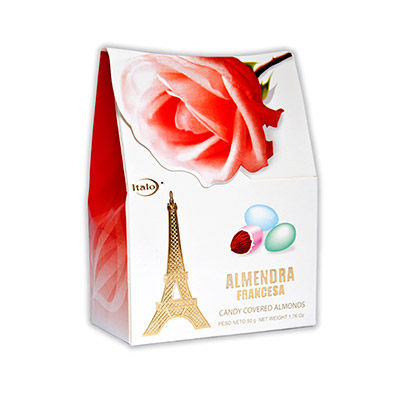 Italo
ALMENDRA
FRANCESA
CANDY COVERED ALMONDS
PESO NETO 50 g NET WEIGHT 1,76 Oz